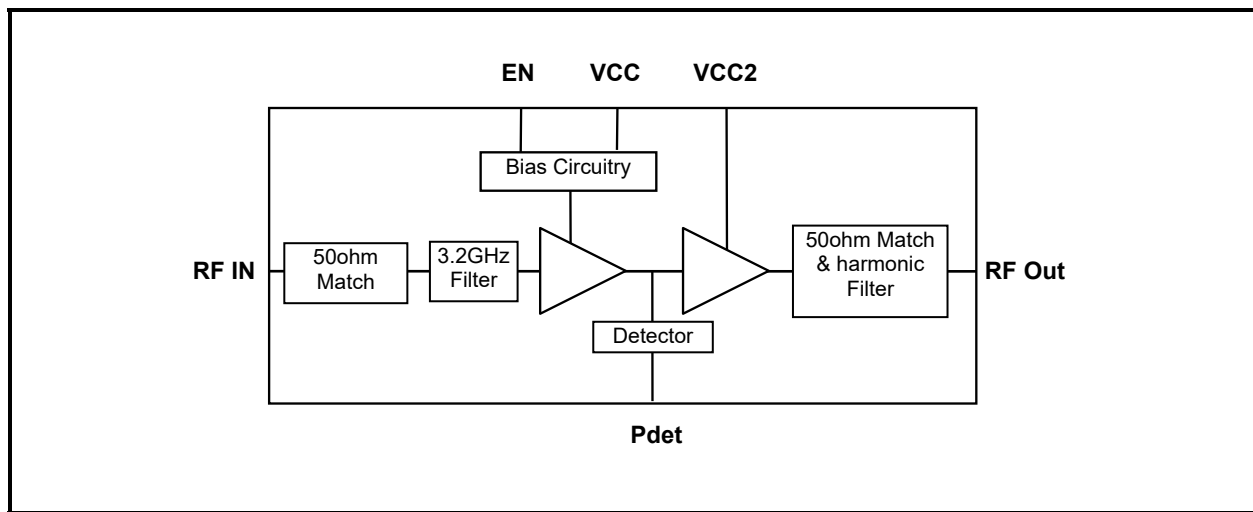 EN VCC VCC2
Bias Circuitry
RF IN
50ohm
Match
3.2GHz
Filter
50ohm Match
& harmonic
Filter
RF Out
Detector
Pdet